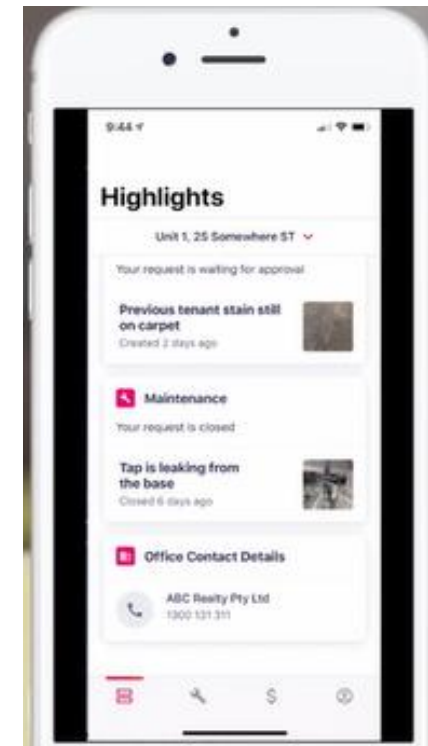 9:44
Highlights
Unit 1, 25 Somewhere ST
Your request is waiting for approval
Previous tenant stain still
on carpet
Created 2 days ago
Maintenance
Your request is closed
Tap is leaking from
the base
Closed 6 days ago
Office Contact Details
ABC Realty Pty Ltd
1300 131 311
$